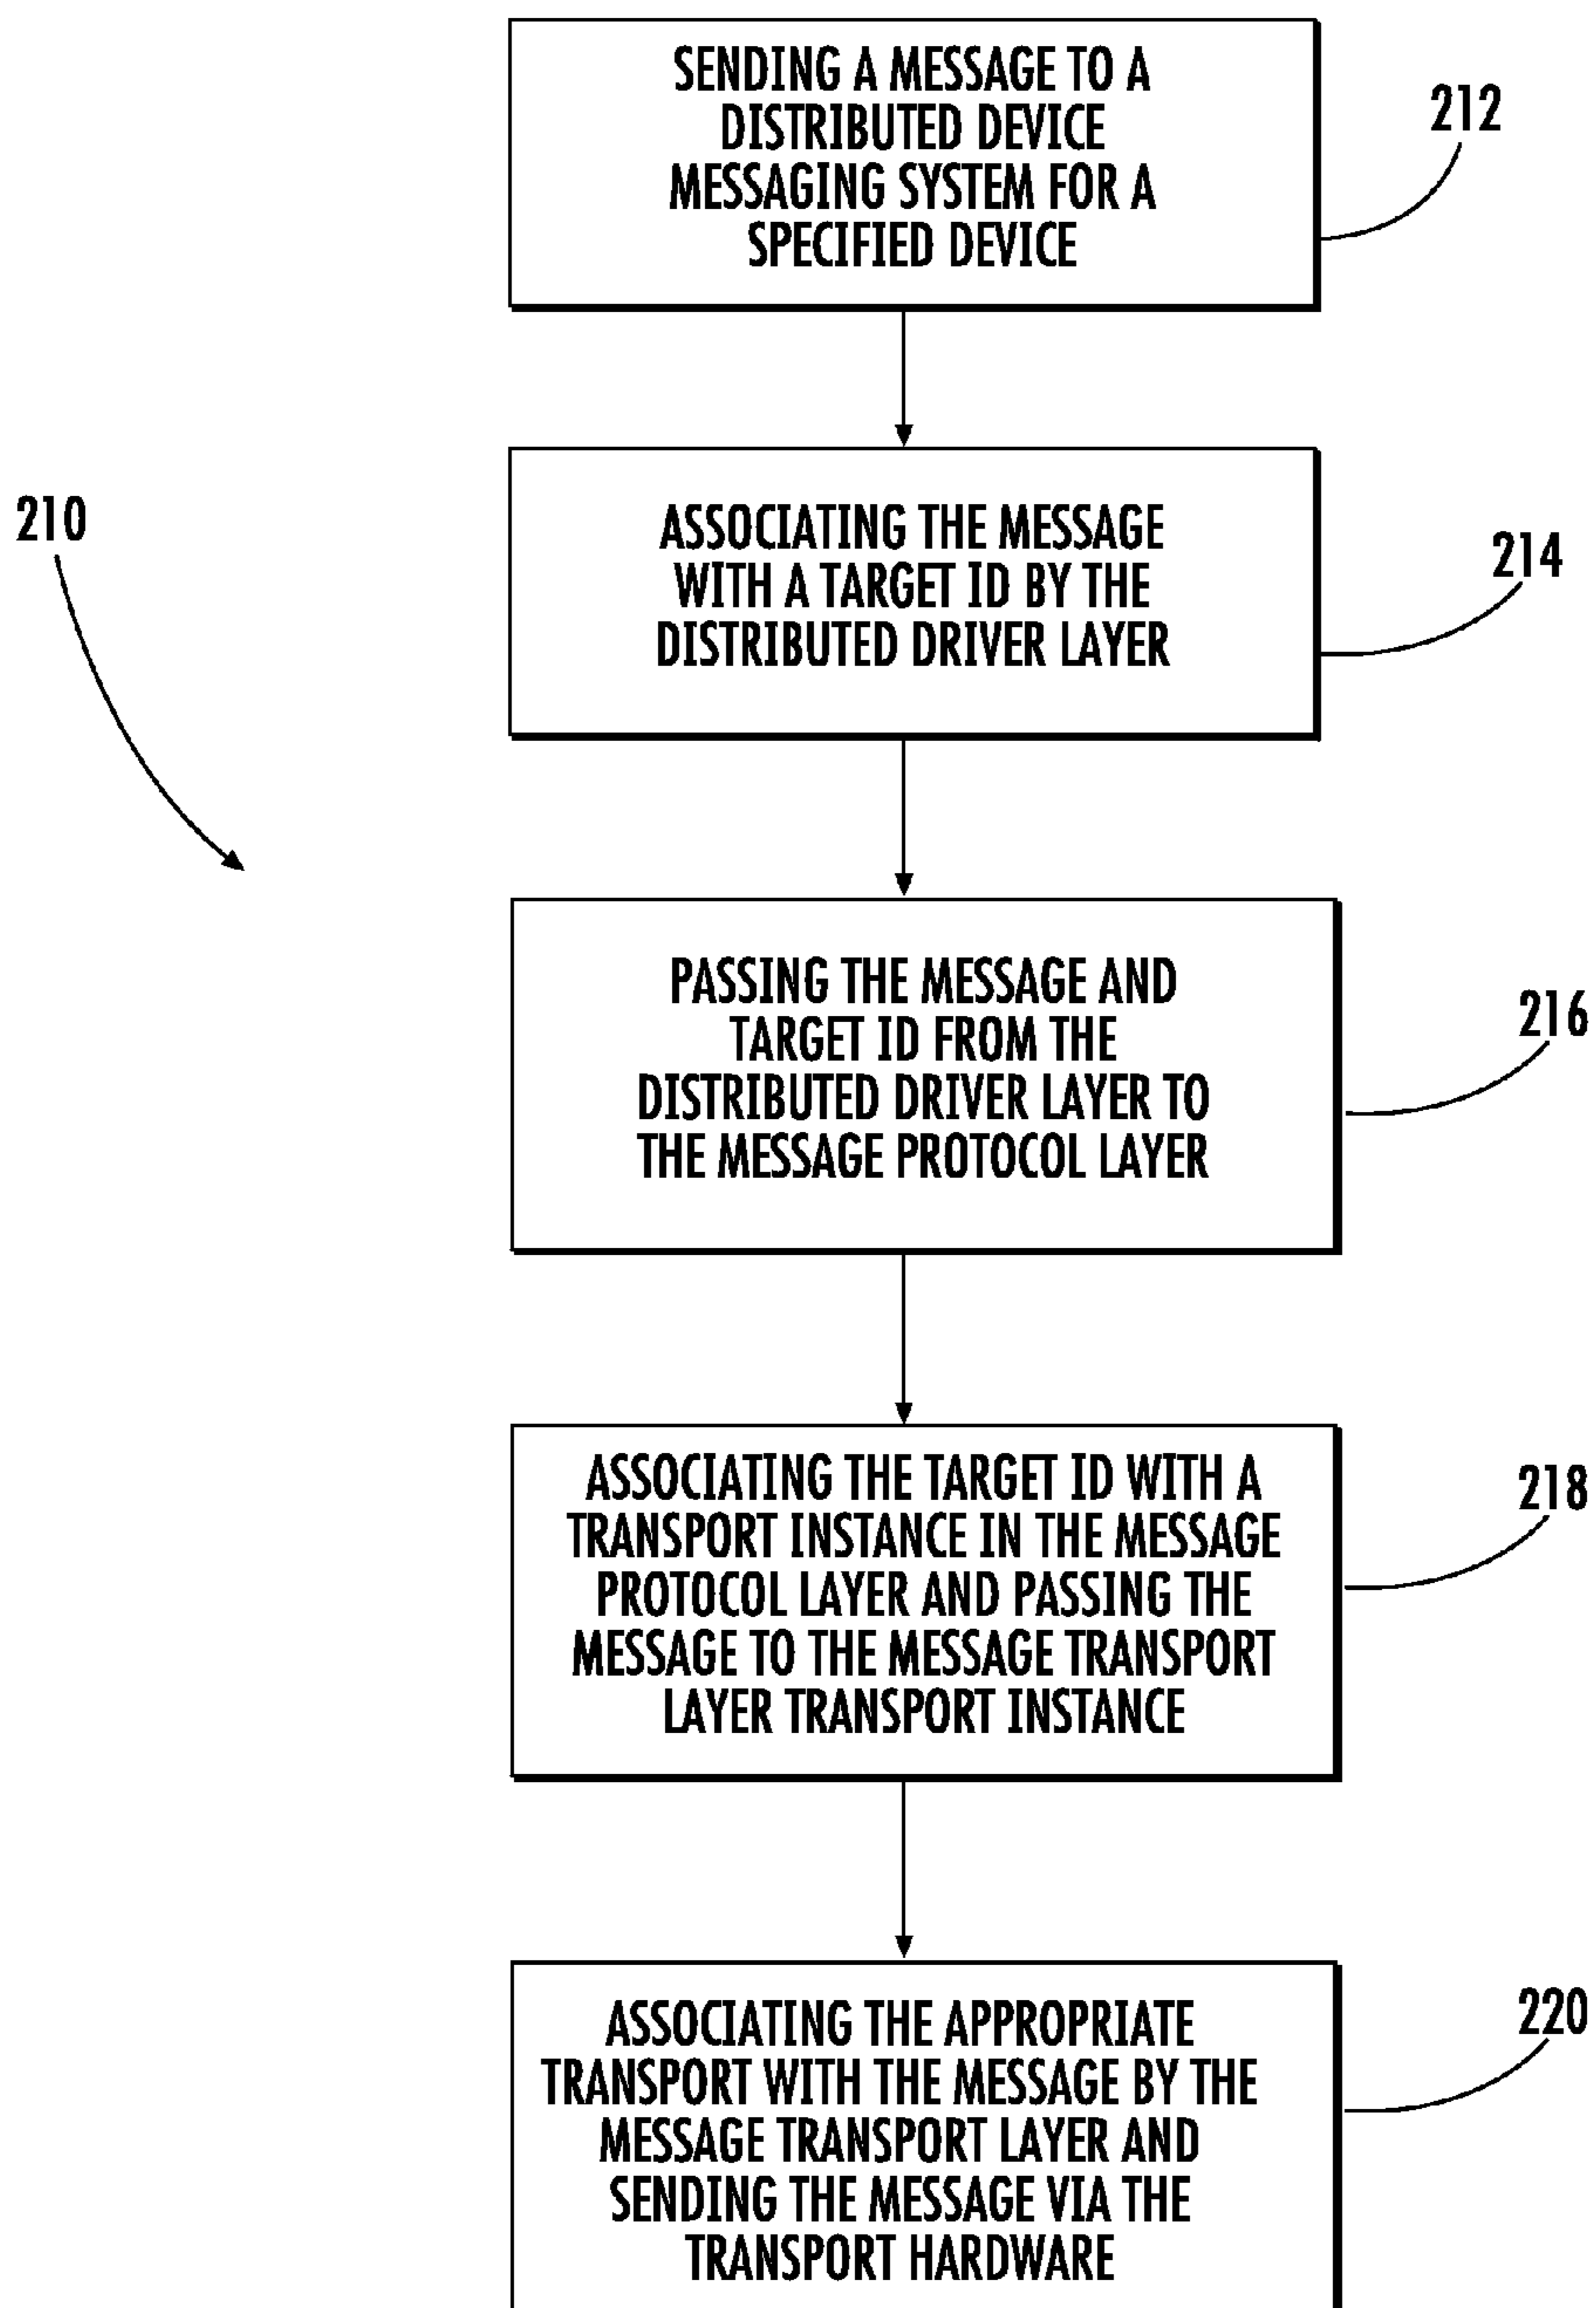 SENDING A MESSAGE TO A
DISTRIBUTED DEVICE
MESSAGING SYSTEM FOR A
SPECIFIED DEVICE
212
210
ASSOCIATING THE MESSAGE
WITH A TARGET ID BY THE
DISTRIBUTED DRIVER LAYER
214
PASSING THE MESSAGE AND
TARGET ID FROM THE
DISTRIBUTED DRIVER LAYER TO
THE MESSAGE PROTOCOL LAYER
216
ASSOCIATING THE TARGET ID WITH A
TRANSPORT INSTANCE IN THE MESSAGE
PROTOCOL LAYER AND PASSING THE
MESSAGE TO THE MESSAGE TRANSPORT
LAYER TRANSPORT INSTANCE
218
ASSOCIATING THE APPROPRIATE
TRANSPORT WITH THE MESSAGE BY THE
MESSAGE TRANSPORT LAYER AND
SENDING THE MESSAGE VIA THE
TRANSPORT HARDWARE
220